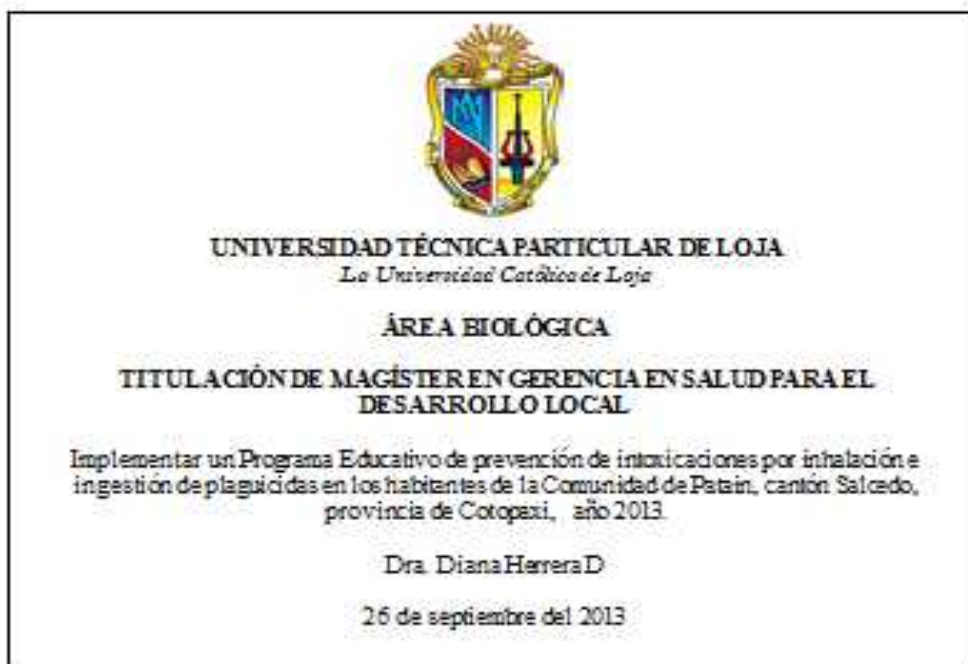 UNIVERSIDAD TÉCNICA PARTICULAR DE LOJA
La Universidad Católica de Loja
ÁREA BIOLÓGICA
TITULACIÓN DE MAGÍSTER EN GERENCIA EN SALUD PARA EL
DESARROLLO LOCAL
Implementar un Programa Educativo de prevención de intoxicaciones por inhalación e
ingestión de plaguicidas en los habitantes de la Comunidad de Patain, cantón Salcedo,
provincia de Cotopaxi, año 2013.
Dra. Diana Herrera D
26 de septiembre del 2013